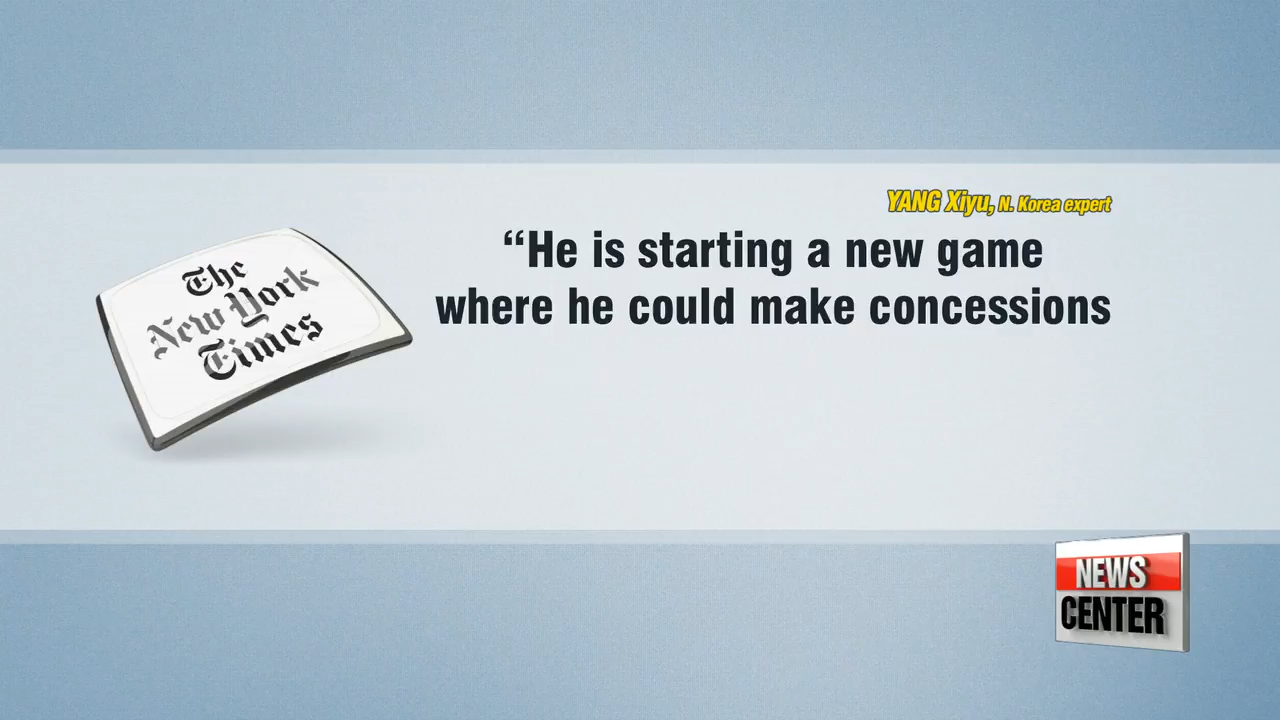 The
New York
Times
YANG Xiyu, N. Korea expert
“He is starting a new game
where he could make concessions
NEWS
CENTER